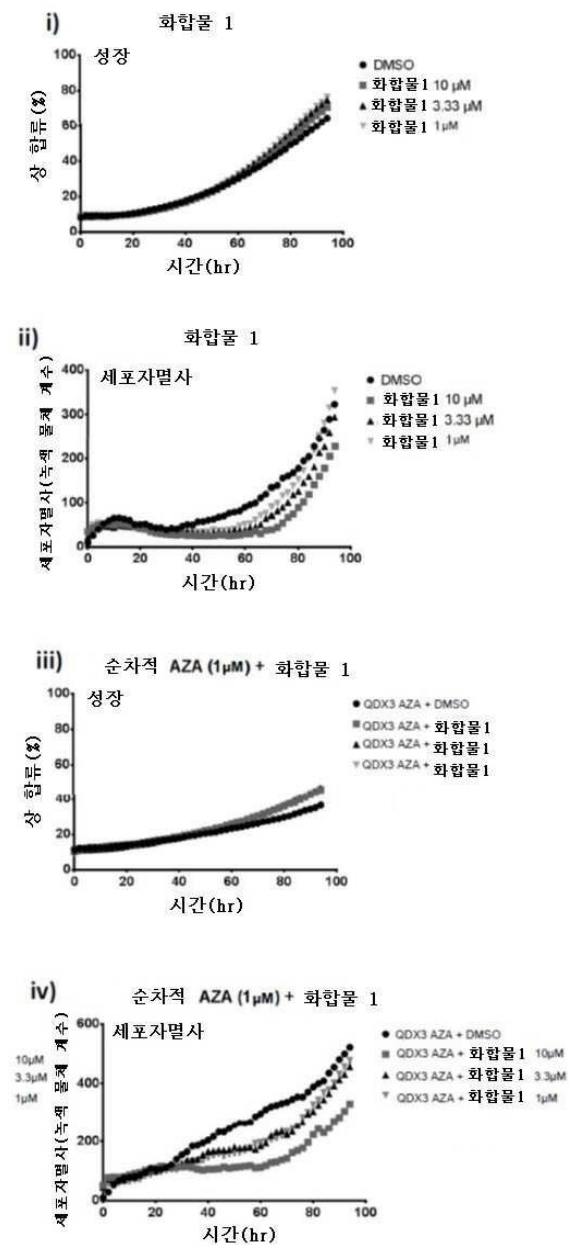 i)
화합물 1
성장
상 합류(%)
100
80
60
40
20
0
0 20 40 60 80 100
시간(hr)
DMSO
화합물1 10 µM
화합물1 3.33 µM
화합물1 1µM
ii)
화합물 1
세포자멸사
세포자멸사(녹색 물체 계수)
400
300
200
100
0
0 20 40 60 80 100
시간(hr)
DMSO
화합물1 10 µM
화합물1 3.33 µM
화합물1 1µM
iii)
순차적 AZA (1µM) + 화합물 1
성장
상 합류(%)
100
80
60
40
20
0
0 20 40 60 80 100
시간(hr)
QDX3 AZA + DMSO
QDX3 AZA + 화합물1
QDX3 AZA + 화합물1
QDX3 AZA + 화합물1
iv)
순차적 AZA (1µM) + 화합물 1
세포자멸사
10µM
3.3µM
1µM
세포자멸사(녹색 물체 계수)
600
400
200
0
0 20 40 60 80 100
시간(hr)
QDX3 AZA + DMSO
QDX3 AZA + 화합물1 10µM
QDX3 AZA + 화합물1 3.3µM
QDX3 AZA + 화합물1 1µM